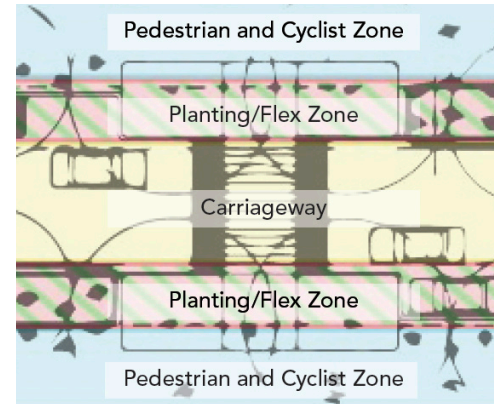 Pedestrian and Cyclist Zone
Planting/Flex Zone
Carriageway
Planting/Flex Zone
Pedestrian and Cyclist Zone